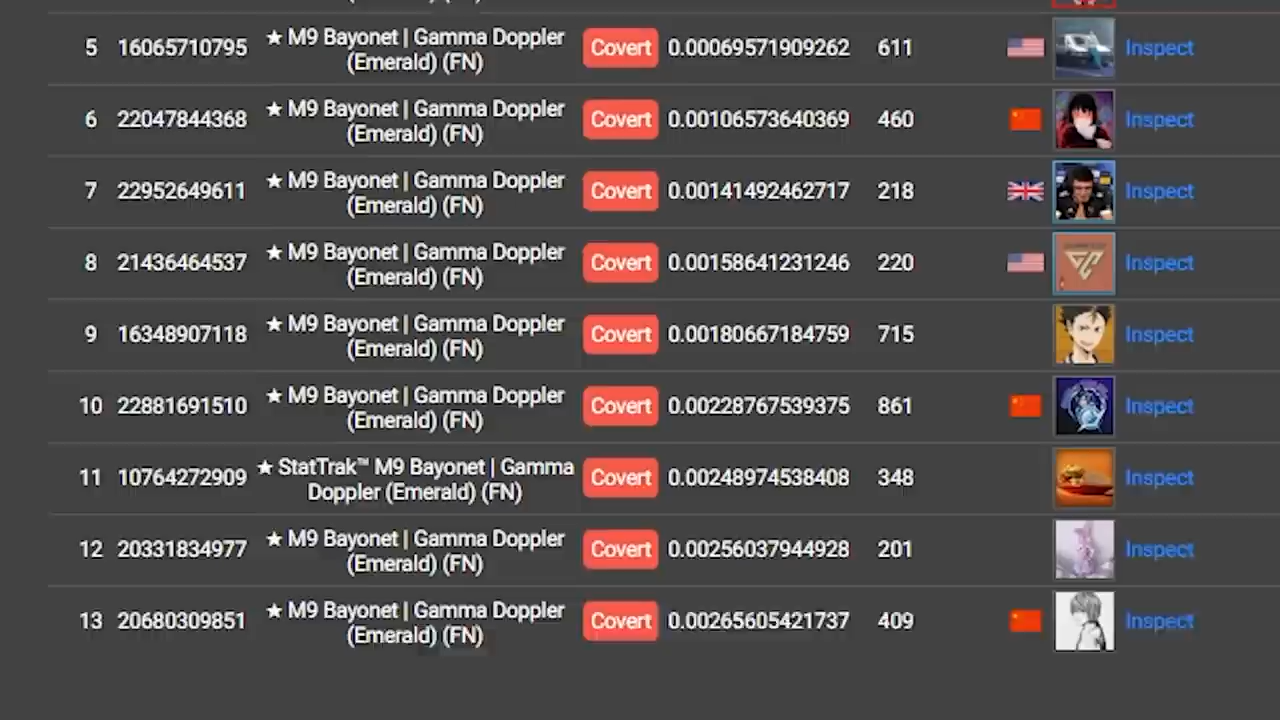 5 16065710795 ★ M9 Bayonet | Gamma Doppler (Emerald) (FN) Covert 0.00069571909262 611 Inspect
6 22047844368 ★ M9 Bayonet | Gamma Doppler (Emerald) (FN) Covert 0.00106573640369 460 Inspect
7 22952649611 ★ M9 Bayonet | Gamma Doppler (Emerald) (FN) Covert 0.00141492462717 218 Inspect
8 21436464537 ★ M9 Bayonet | Gamma Doppler (Emerald) (FN) Covert 0.00158641231246 220 Inspect
9 16348907118 ★ M9 Bayonet | Gamma Doppler (Emerald) (FN) Covert 0.00180667184759 715 Inspect
10 22881691510 ★ M9 Bayonet | Gamma Doppler (Emerald) (FN) Covert 0.00228767539375 861 Inspect
11 10764272909 ★ StatTrak™ M9 Bayonet | Gamma Doppler (Emerald) (FN) Covert 0.00248974538408 348 Inspect
12 20331834977 ★ M9 Bayonet | Gamma Doppler (Emerald) (FN) Covert 0.00256037944928 201 Inspect
13 20680309851 ★ M9 Bayonet | Gamma Doppler (Emerald) (FN) Covert 0.00265605421737 409 Inspect